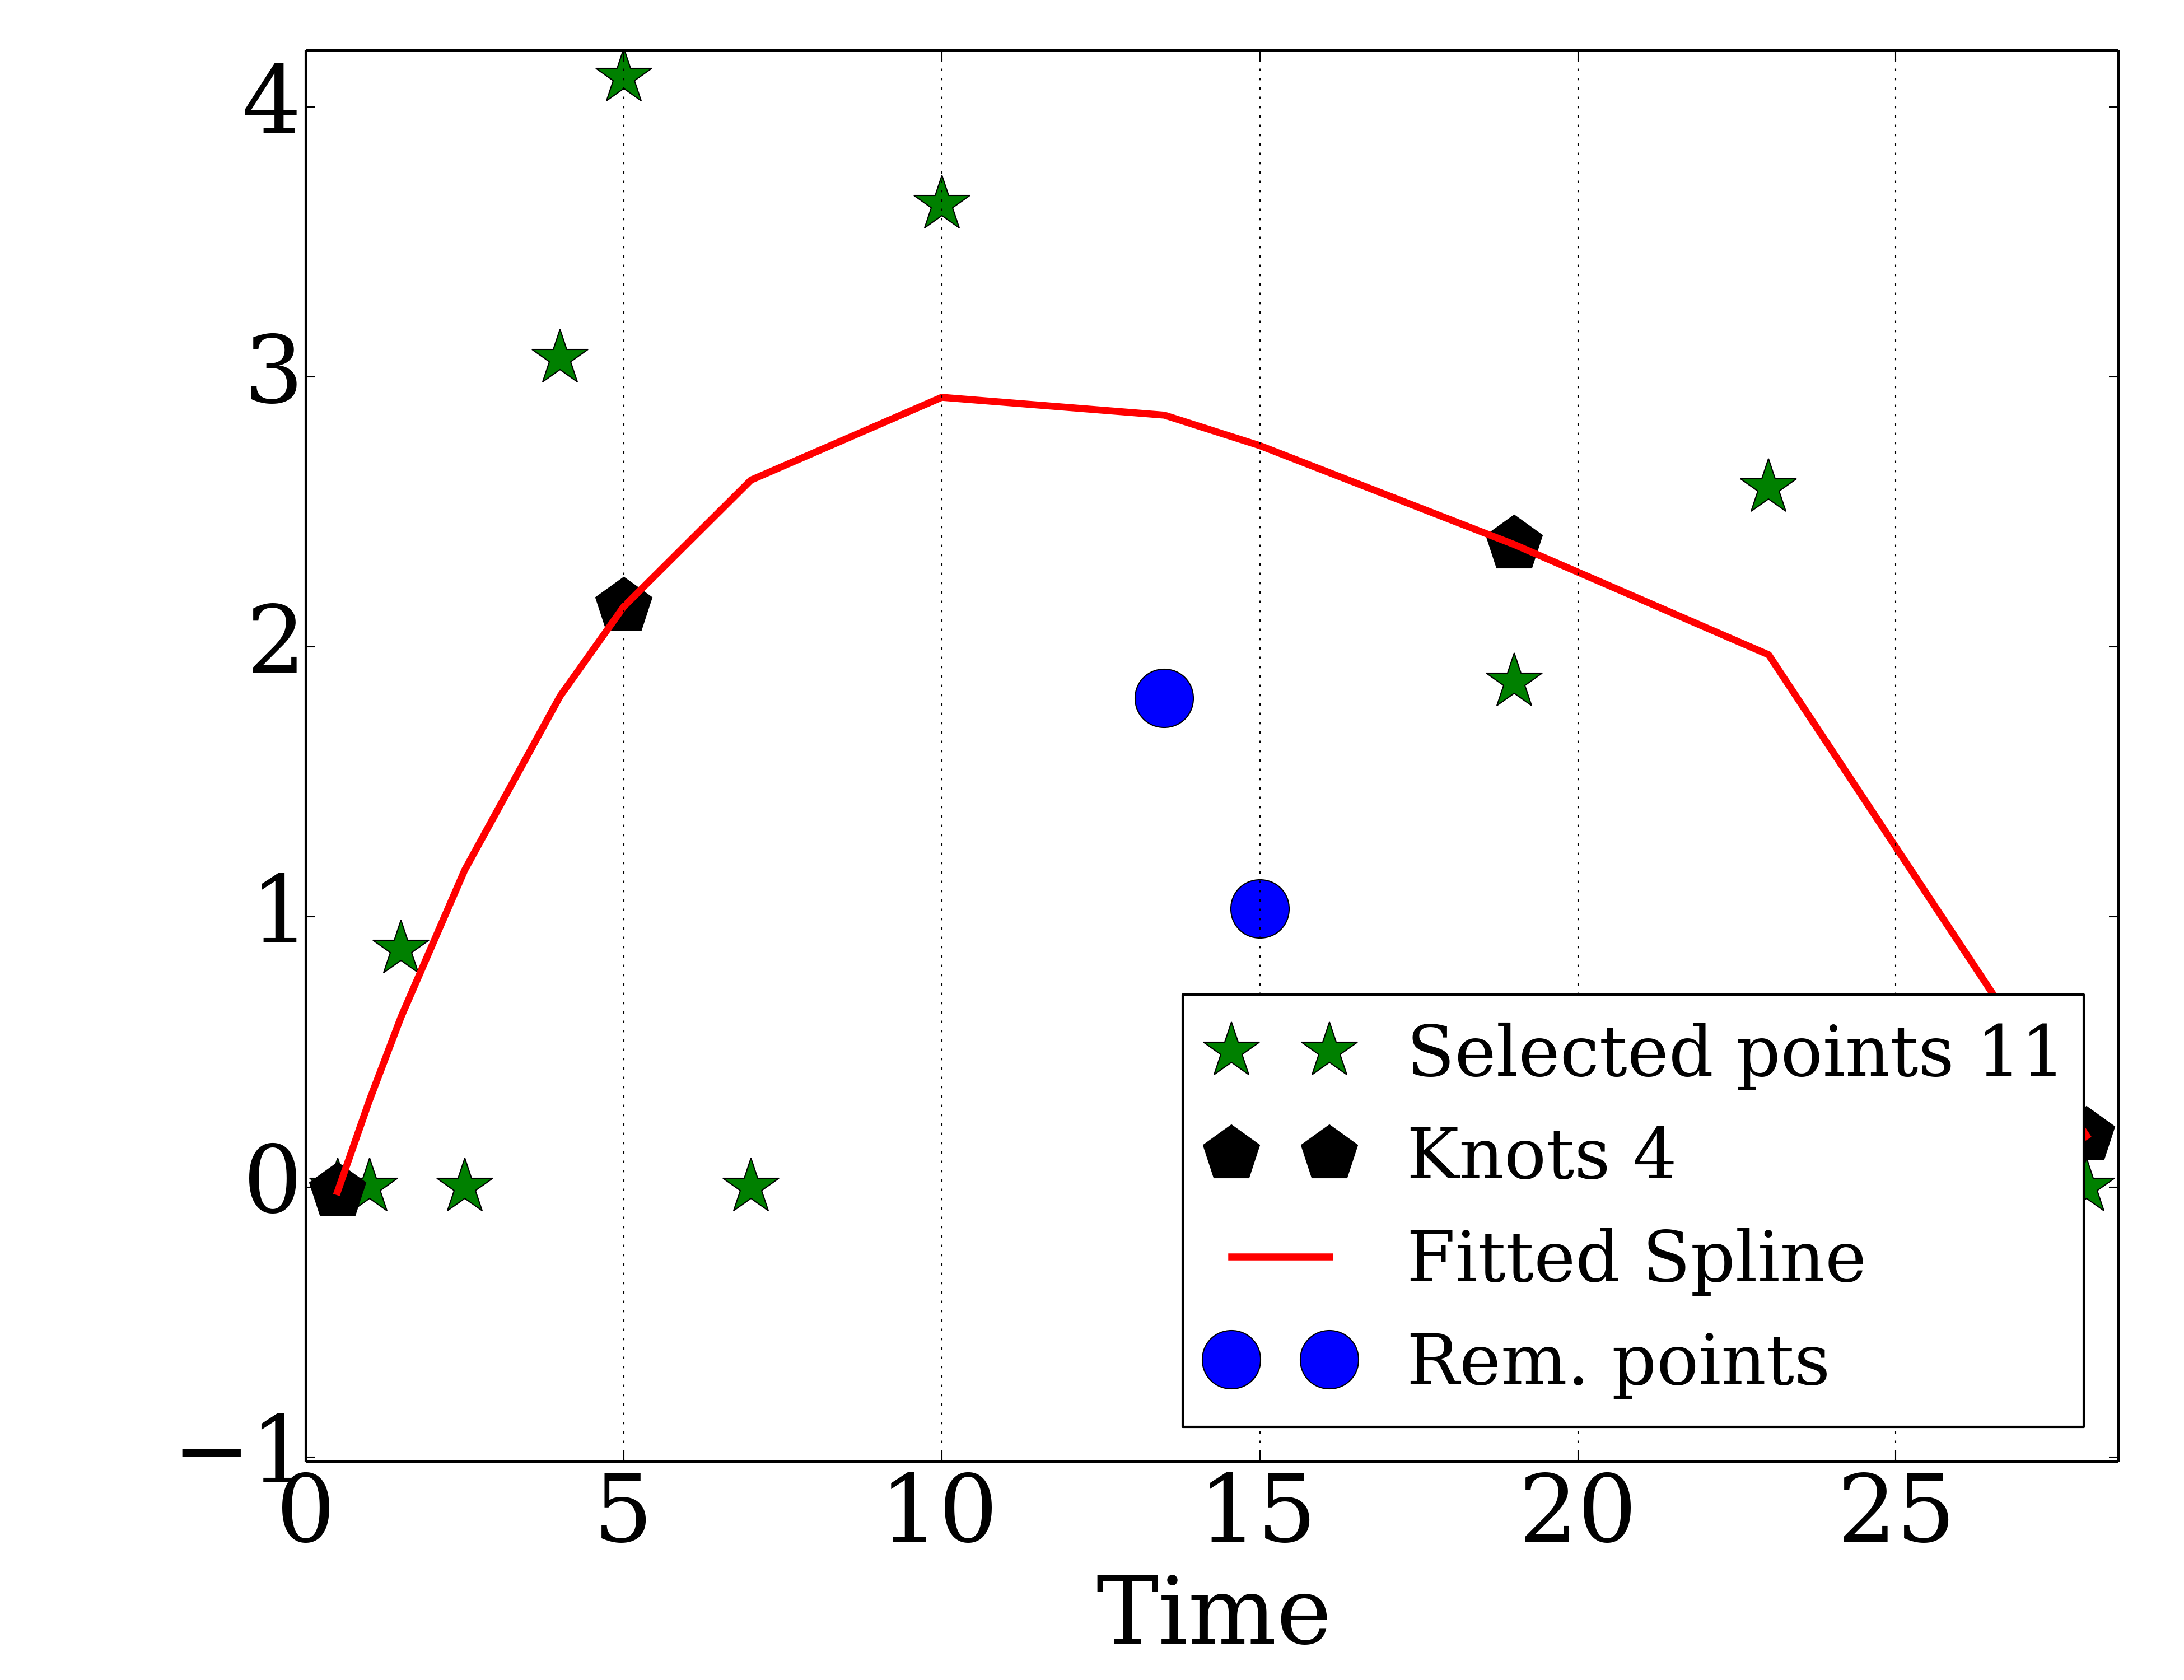 4
3
2
1
0
−1
Selected points 11
Knots 4
Fitted Spline
Rem. points
0 5 10 15 20 25
Time